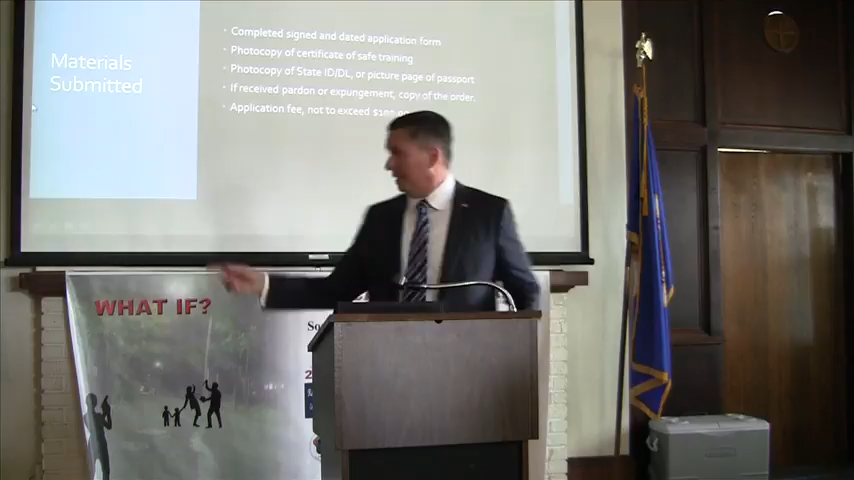 Materials
Submitted
• Completed signed and dated application form
• Photocopy of certificate of safe training
• Photocopy of State ID/DL, or picture page of passport
• If received pardon or expungement, copy of the order.
• Application fee, not to exceed
WHAT IF?